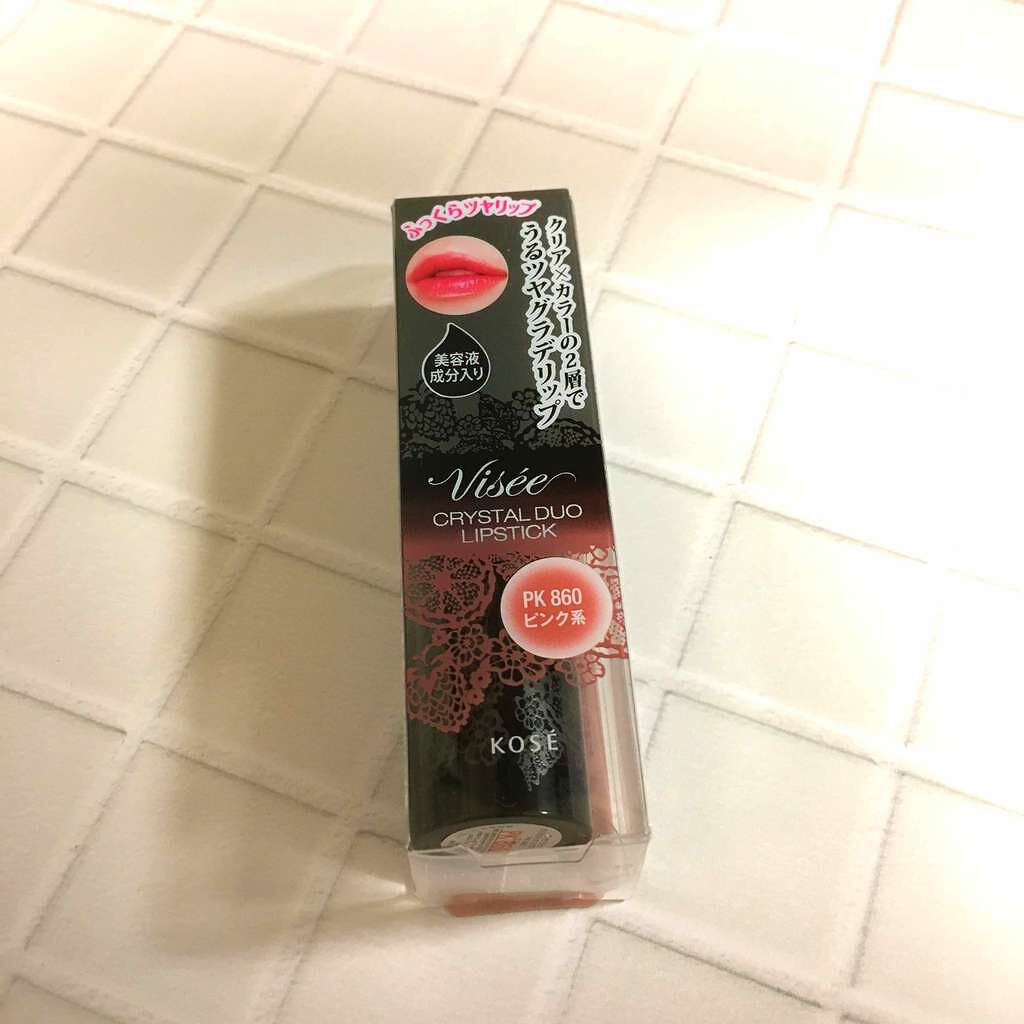 ふっくらツヤリップ
クリア×カラーの2層で
うるツヤグラデリップ
美容液
成分入り
Visée
CRYSTAL DUO
LIPSTICK
PK 860
ピンク系
KOSÉ